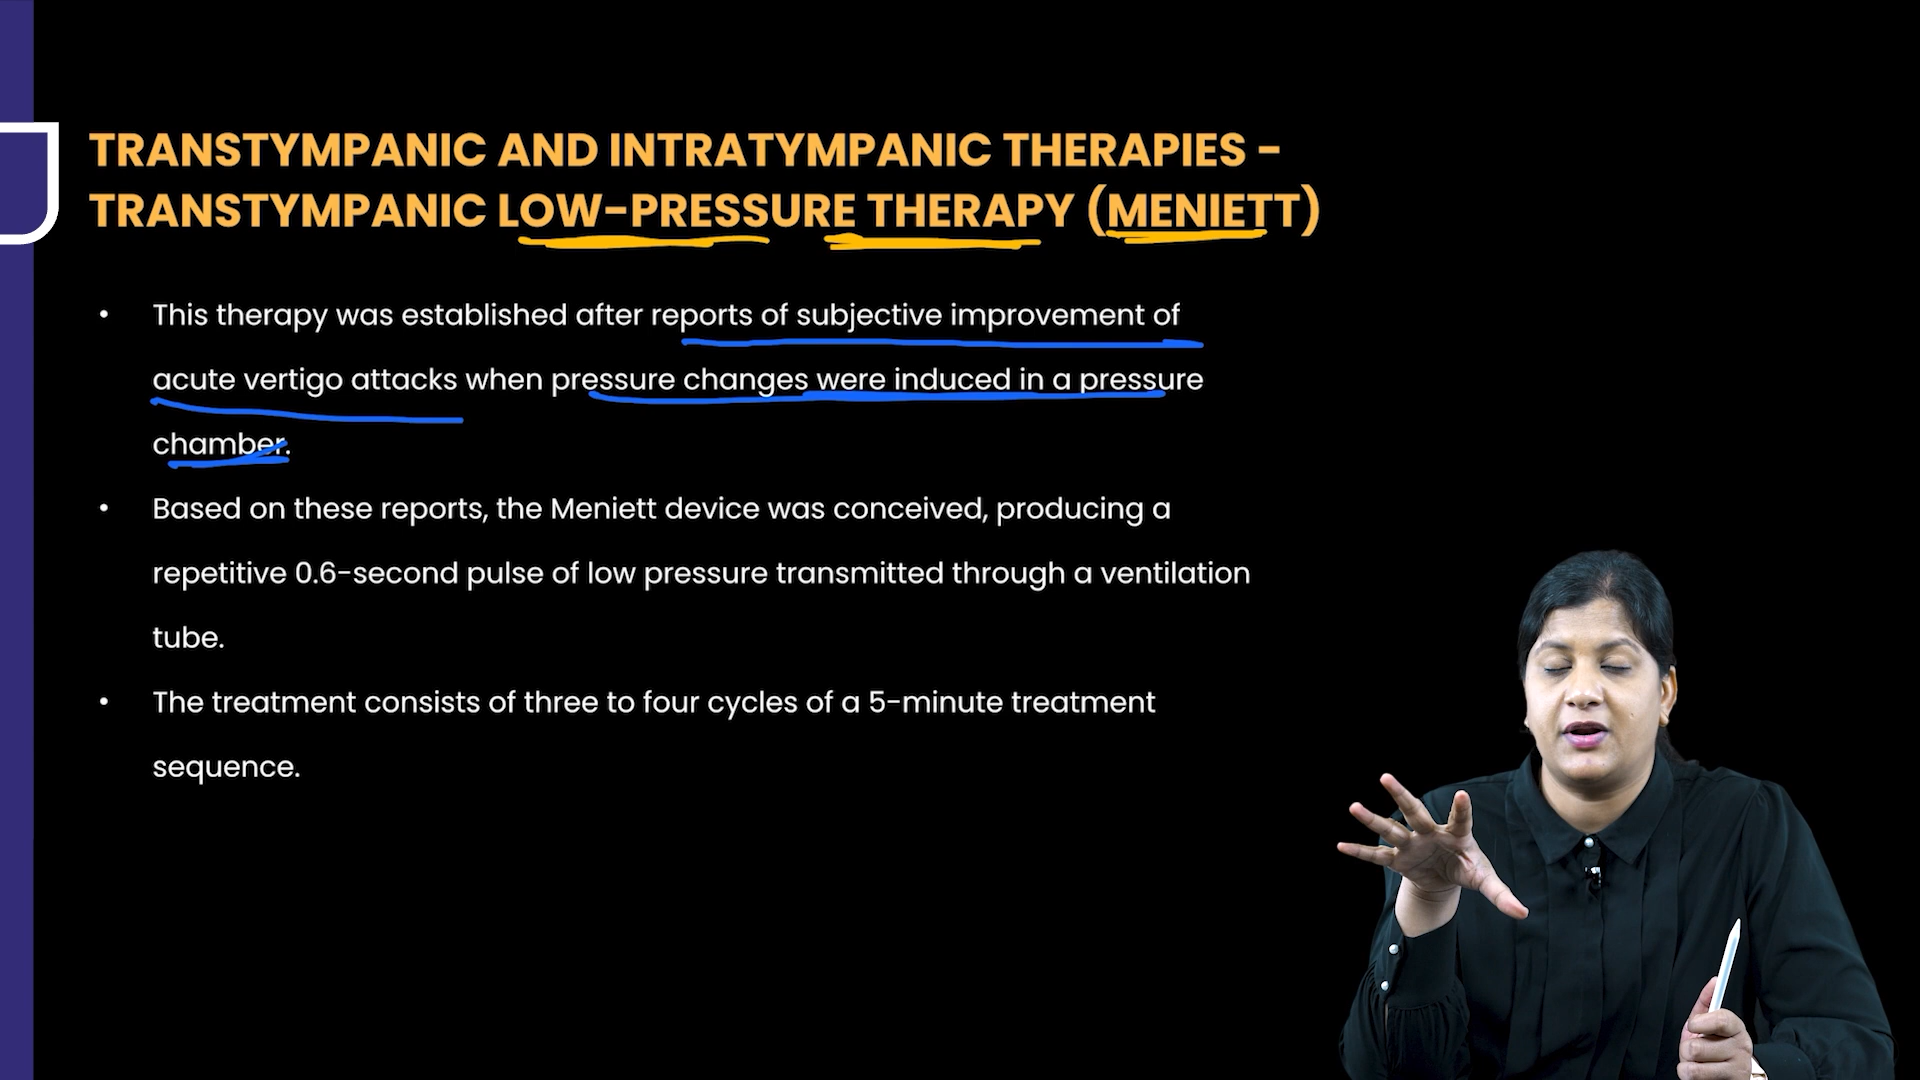 TRANSTYMPANIC AND INTRATYMPANIC THERAPIES -
TRANSTYMPANIC LOW-PRESSURE THERAPY (MENIETT)
• This therapy was established after reports of subjective improvement of
acute vertigo attacks when pressure changes were induced in a pressure
chamber.
• Based on these reports, the Meniett device was conceived, producing a
repetitive 0.6-second pulse of low pressure transmitted through a ventilation
tube.
• The treatment consists of three to four cycles of a 5-minute treatment
sequence.